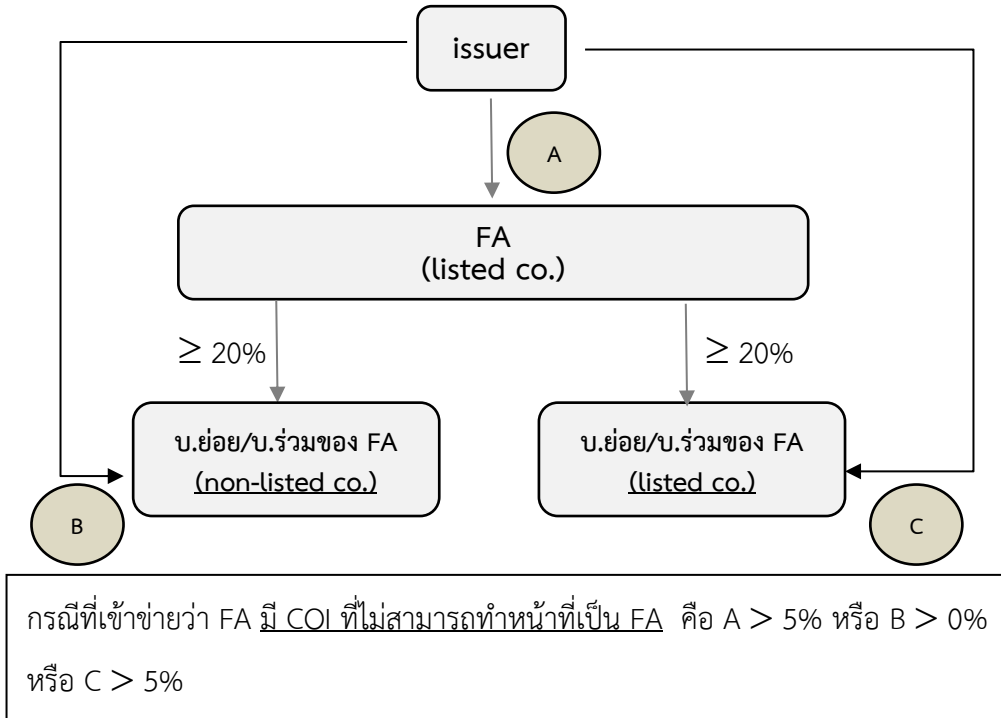 issuer
A
FA
(listed co.)
≥ 20%
≥ 20%
บ.ย่อย/บ.ร่วมของ FA
(non-listed co.)
บ.ย่อย/บ.ร่วมของ FA
(listed co.)
B
C
กรณีที่เข้าข่ายว่า FA มี COI ที่ไม่สามารถทำหน้าที่เป็น FA คือ A > 5% หรือ B > 0%
หรือ C > 5%